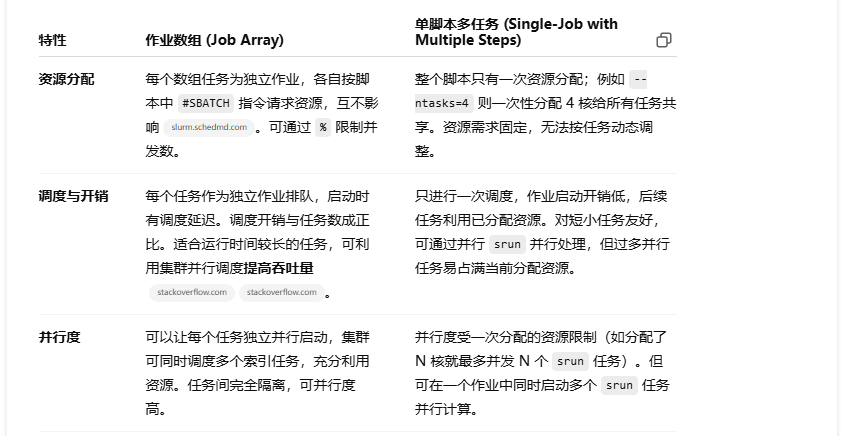 特性
作业数组 (Job Array)
单脚本多任务 (Single-Job with
Multiple Steps)
资源分配
每个数组任务为独立作业，各自按脚
本中 #SBATCH 指令请求资源，互不影
响 slurm.schedmd.com 。可通过 % 限制并
发数。
整个脚本只有一次资源分配；例如 --
ntasks=4 则一次性分配 4 核给所有任务共
享。资源需求固定，无法按任务动态调
整。
调度与开销
每个任务作为独立作业排队，启动时
有调度延迟。调度开销与任务数成正
比。适合运行时间较长的任务，可利
用集群并行调度提高吞吐量
stackoverflow.com stackoverflow.com 。
只进行一次调度，作业启动开销低，后续
任务利用已分配资源。对短小任务友好，
可通过并行 srun 并行处理，但过多并行
任务易占满当前分配资源。
并行度
可以让每个任务独立并行启动，集群
可同时调度多个索引任务，充分利用
资源。任务间完全隔离，可并行度
高。
并行度受一次分配的资源限制（如分配了
N 核就最多并发 N 个 srun 任务）。但
可在一个作业中同时启动多个 srun 任务
并行计算。